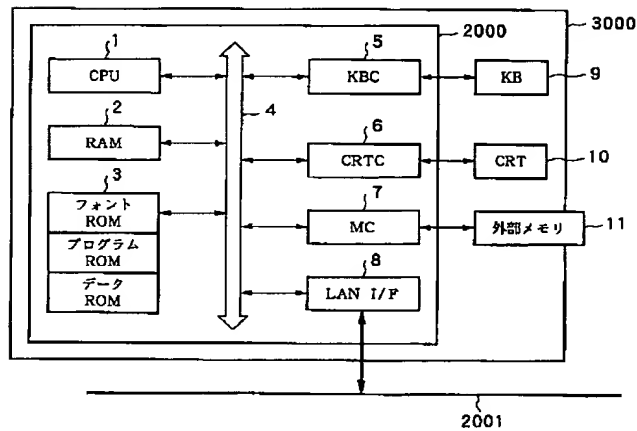 1
CPU
2
RAM
3
フォント
ROM
プログラム
ROM
データ
ROM
4
5
KBC
6
CRTC
7
MC
8
LAN I/F
2000
3000
KB
9
CRT
10
外部メモリ
11
2001